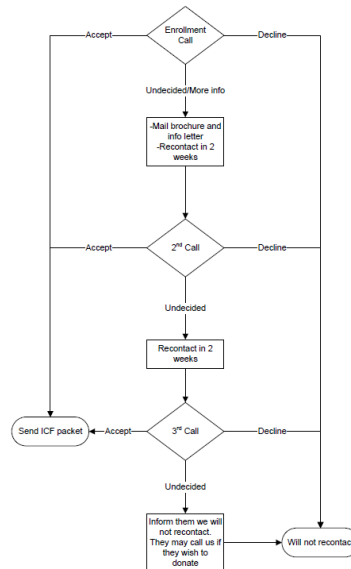 Enrollment
Call
Accept
Decline
Undecided/More info
-Mail brochure and
info letter
-Recontact in 2
weeks
2nd Call
Accept
Decline
Undecided
Recontact in 2
weeks
3rd Call
Accept
Decline
Send ICF packet
Undecided
Inform them we will
not recontact.
They may call us if
they wish to
donate
Will not recontact